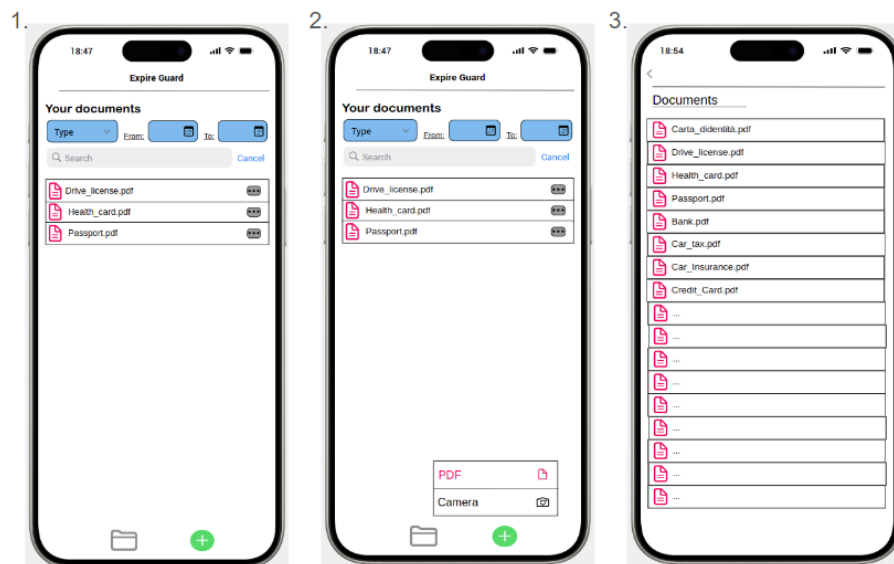 1.
18:47
Expire Guard
Your documents
Type From: To:
Search Cancel
Drive_license.pdf
Health_card.pdf
Passport.pdf
2.
18:47
Expire Guard
Your documents
Type From: To:
Search Cancel
Drive_license.pdf
Health_card.pdf
Passport.pdf
PDF
Camera
3.
18:54
Documents
Carta_didentità.pdf
Drive_license.pdf
Health_card.pdf
Passport.pdf
Bank.pdf
Car_tax.pdf
Car_Insurance.pdf
Credit_Card.pdf
...
...
...
...
...
...
...
...
...